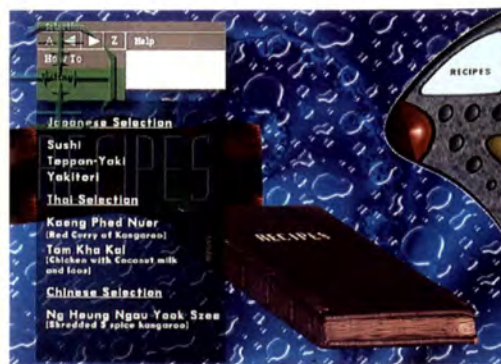 Selection
A Z Help
How To
RECIPES
Japanese Selection
Sushi
Teppan-Yaki
Yakitori
RECIPES
Thai Selection
Kaeng Phed Nuer
(Red Curry of Kangaroo)
Tom Kha Kai
(Chicken with Coconut milk
and
RECIPES
Chinese Selection
Ng Heung Ngau Yook Szee
(Shredded 5 spice kangaroo)